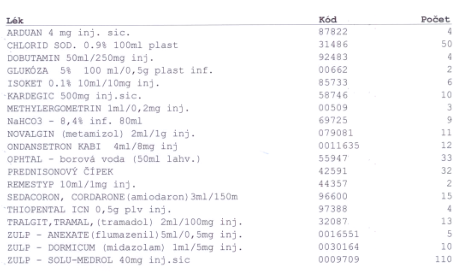 Lék Kód Počet
ARDUAN 4 mg inj. sic. 87822 4
CHLORID SOD. 0.9% 100ml plast 31486 50
DOBUTAMIN 50ml/250mg inj. 92483 4
GLUKÓZA 5% 100 ml/0,5g plast inf. 00662 2
ISOKET 0.1% 10ml/10mg inj. 85733 6
KARDEGIC 500mg inj.sic. 58746 10
METHYLERGOMETRIN 1ml/0,2mg inj. 00509 3
NaHCO3 - 8,4% inf. 80ml 69725 9
NOVALGIN (metamizol) 2ml/1g inj. 079081 11
ONDANSETRON KABI 4ml/8mg inj 0011635 12
OPHTAL - borová voda (50ml lahv.) 55947 33
PREDNISONOVÝ ČÍPEK 42591 32
REMESTYP 10ml/1mg inj. 44357 2
SEDACORON, CORDARONE(amiodaron)3ml/150m 96600 15
THIOPENTAL ICN 0,5g plv inj. 97388 4
TRALGIT,TRAMAL,(tramadol) 2ml/100mg inj. 32087 13
ZULP - ANEXATE(flumazenil)5ml/0,5mg inj. 0016551 5
ZULP - DORMICUM (midazolam) 1ml/5mg inj. 0030164 10
ZULP - SOLU-MEDROL 40mg inj.sic 0009709 110